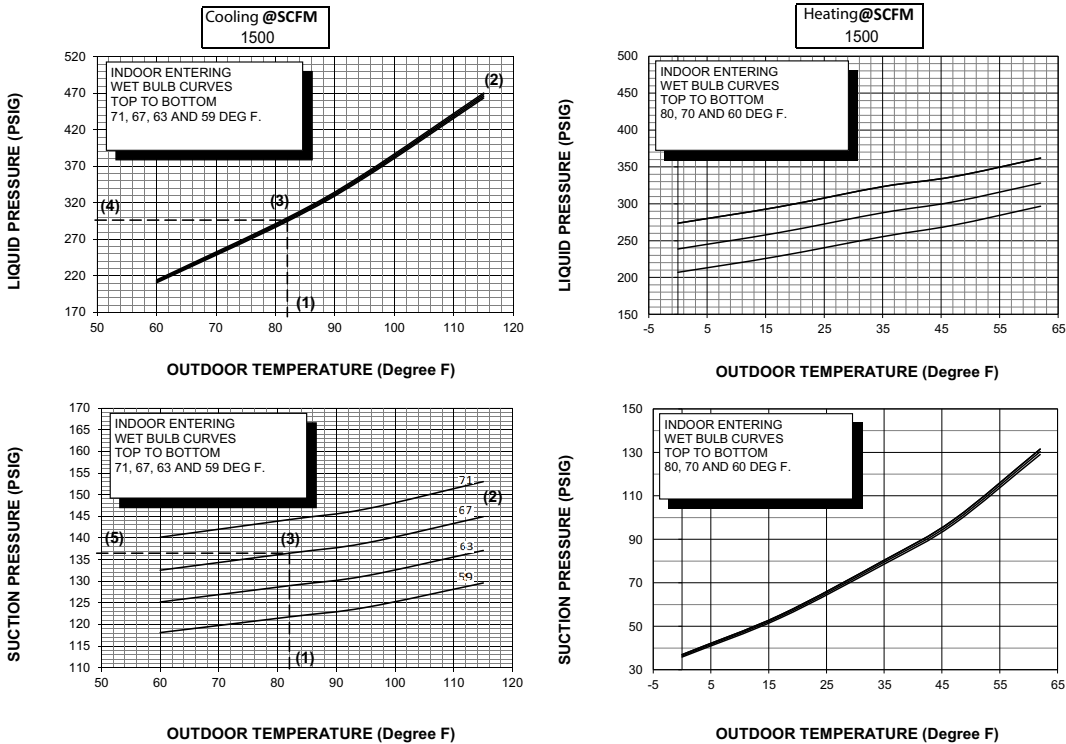 Cooling @SCFM
1500
520
470
420
370
320
270
220
170
INDOOR ENTERING
WET BULB CURVES
TOP TO BOTTOM
71, 67, 63 AND 59 DEG F.
(2)
(3)
(4)
(1)
50 60 70 80 90 100 110 120
LIQUID PRESSURE (PSIG)
OUTDOOR TEMPERATURE (Degree F)
Heating@SCFM
1500
500
450
400
350
300
250
200
150
INDOOR ENTERING
WET BULB CURVES
TOP TO BOTTOM
80, 70 AND 60 DEG F.
-5 5 15 25 35 45 55 65
LIQUID PRESSURE (PSIG)
OUTDOOR TEMPERATURE (Degree F)
170
165
160
155
150
145
140
135
130
125
120
115
110
INDOOR ENTERING
WET BULB CURVES
TOP TO BOTTOM
71, 67, 63 AND 59 DEG F.
71
(2)
67
(5)
(3)
63
59
(1)
50 60 70 80 90 100 110 120
SUCTION PRESSURE (PSIG)
OUTDOOR TEMPERATURE (Degree F)
150
130
110
90
70
50
30
INDOOR ENTERING
WET BULB CURVES
TOP TO BOTTOM
80, 70 AND 60 DEG F.
-5 5 15 25 35 45 55 65
SUCTION PRESSURE (PSIG)
OUTDOOR TEMPERATURE (Degree F)